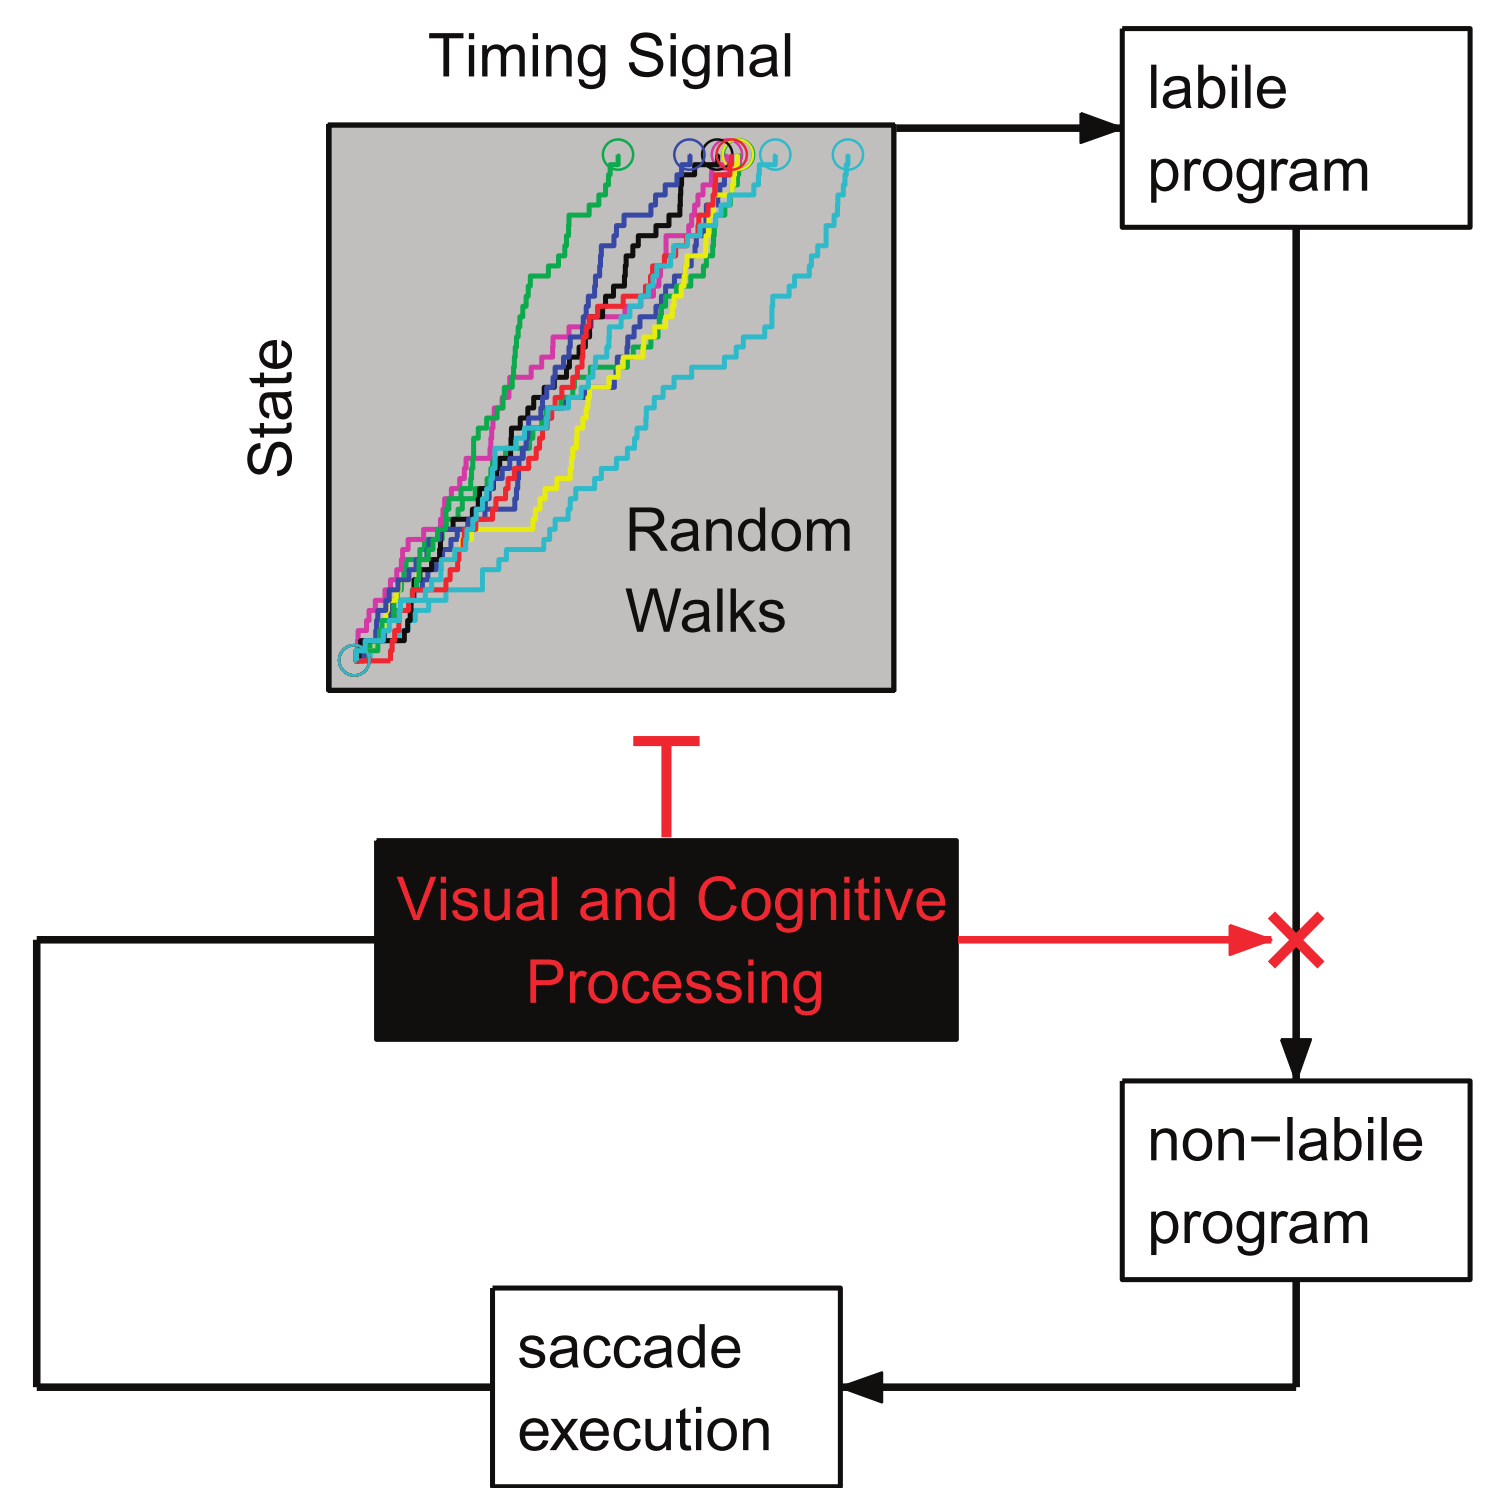 Timing Signal
labile
program
State
Random
Walks
Visual and Cognitive
Processing
non−labile
program
saccade
execution